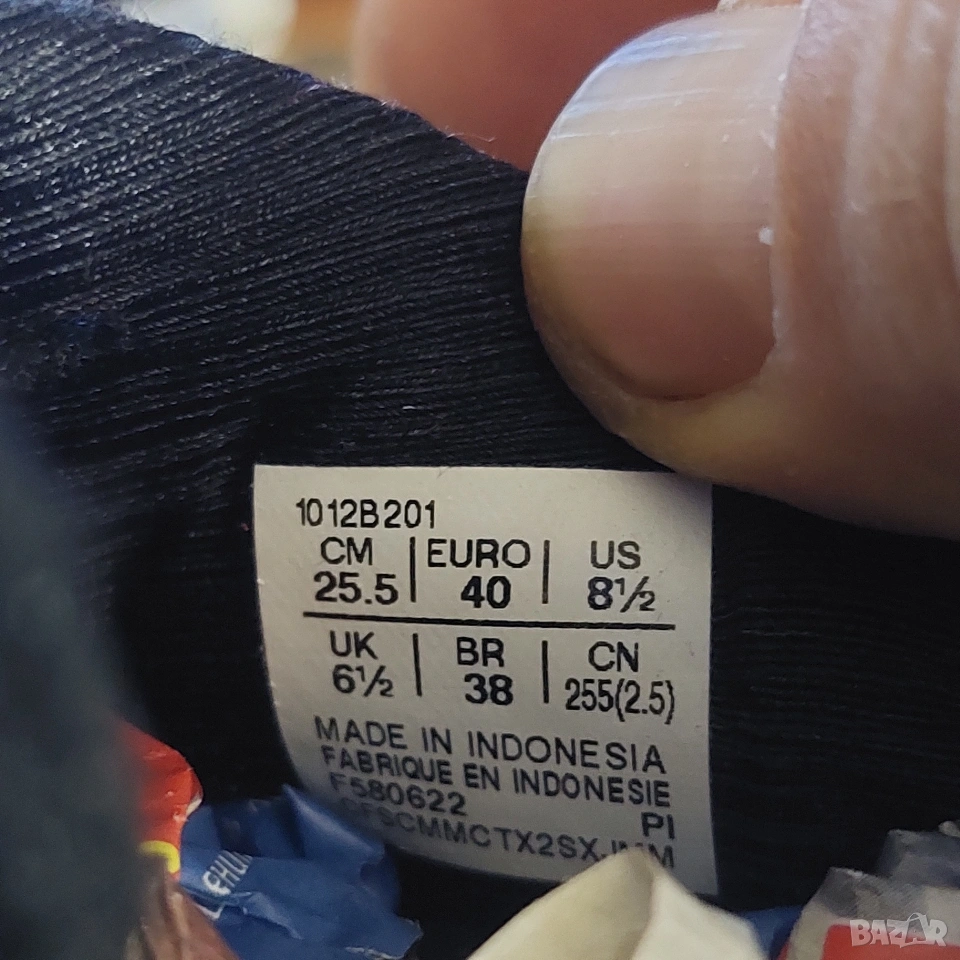 1012B201
CM | EURO | US
25.5 | 40 | 8½
UK | BR | CN
6½ | 38 | 255(2.5)
MADE IN INDONESIA
FABRIQUE EN INDONESIE
F580622 PI
BAZAR